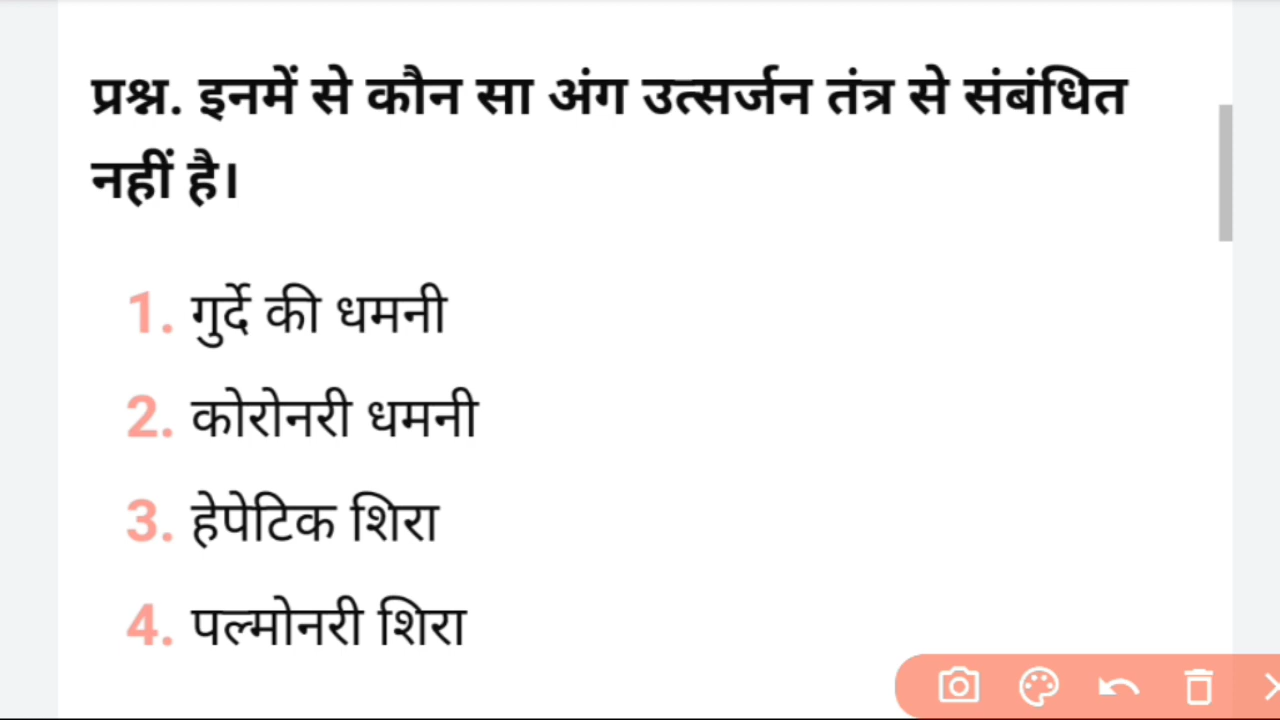 प्रश्न. इनमें से कौन सा अंग उत्सर्जन तंत्र से संबंधित
नहीं है।
1. गुर्दे की धमनी
2. कोरोनरी धमनी
3. हेपेटिक शिरा
4. पल्मोनरी शिरा